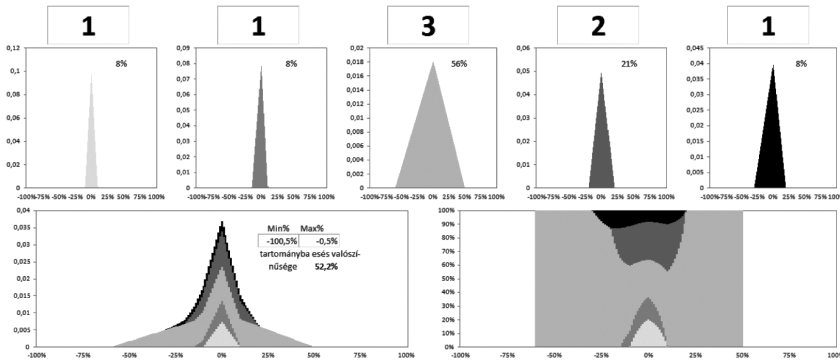 1 1 3 2 1
0,12 0,09 0,02 0,06 0,045
8% 8% 56% 21% 8%
0,1 0,08 0,018 0,05 0,04
0,07 0,016 0,035
0,08 0,06 0,014 0,04 0,03
0,06 0,05 0,012 0,03 0,025
0,04 0,01 0,02
0,04 0,03 0,008 0,02 0,015
0,02 0,006 0,01
0,02 0,01 0,004 0,01 0,005
0,002
0 0 0 0 0
-100% -75% -50% -25% 0% 25% 50% 75% 100% -100% -75% -50% -25% 0% 25% 50% 75% 100% -100% -75% -50% -25% 0% 25% 50% 75% 100% -100% -75% -50% -25% 0% 25% 50% 75% 100% -100% -75% -50% -25% 0% 25% 50% 75% 100%
0,04
0,035
0,03
0,025
0,02
0,015
0,01
0,005
0
Min% Max%
-100,5% -0,5%
tartományba esés valószí-
nűsége 52,2%
-100% -75% -50% -25% 0% 25% 50% 75% 100%
100%
90%
80%
70%
60%
50%
40%
30%
20%
10%
0%
-100% -75% -50% -25% 0% 25% 50% 75% 100%